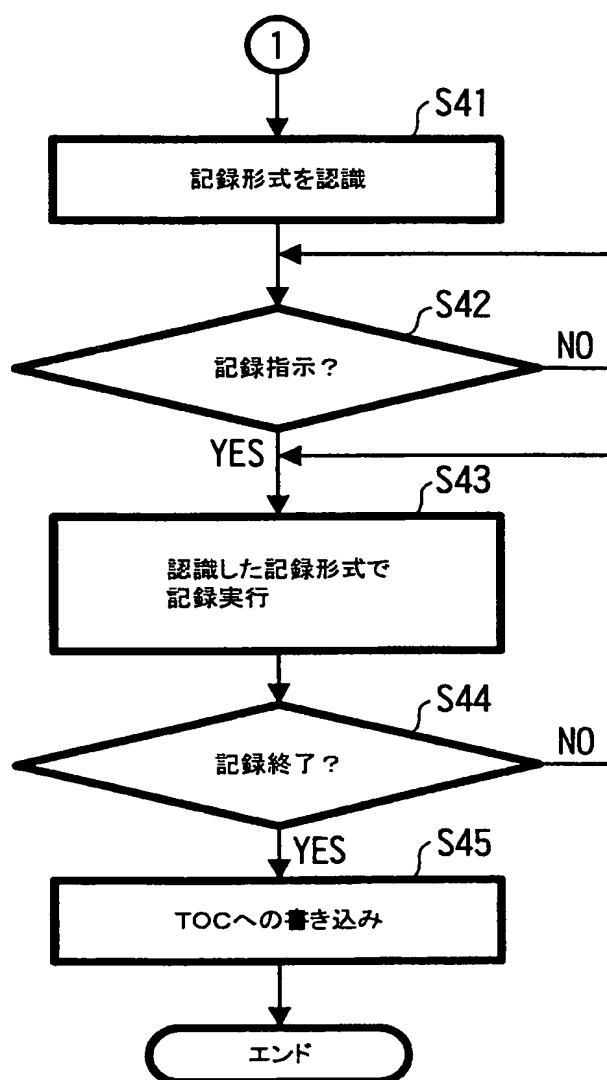 1
S41
記録形式を認識
S42
記録指示？
NO
YES
S43
認識した記録形式で
記録実行
S44
記録終了？
NO
YES
S45
TOCへの書き込み
エンド